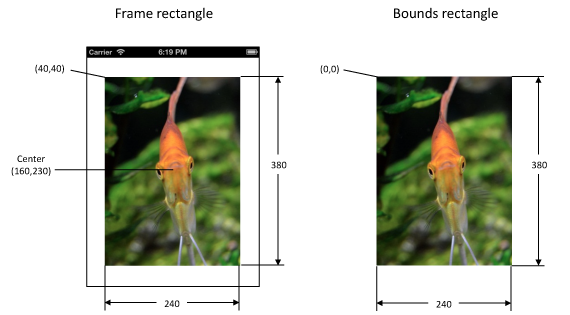 Frame rectangle
Bounds rectangle
Carrier 6:19 PM
(40,40)
(0,0)
Center
(160,230)
380
380
240
240